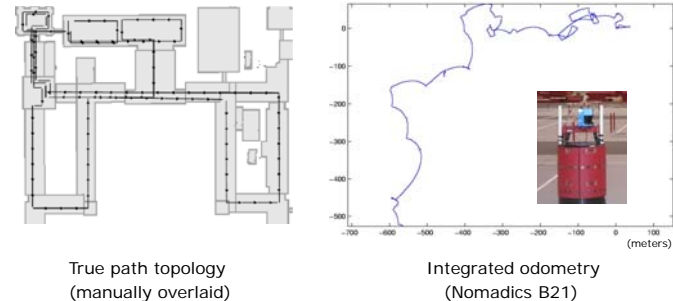 0
-100
-200
-300
-400
-500
-700 -600 -500 -400 -300 -200 -100 0 100
(meters)
True path topology
(manually overlaid)
Integrated odometry
(Nomadics B21)